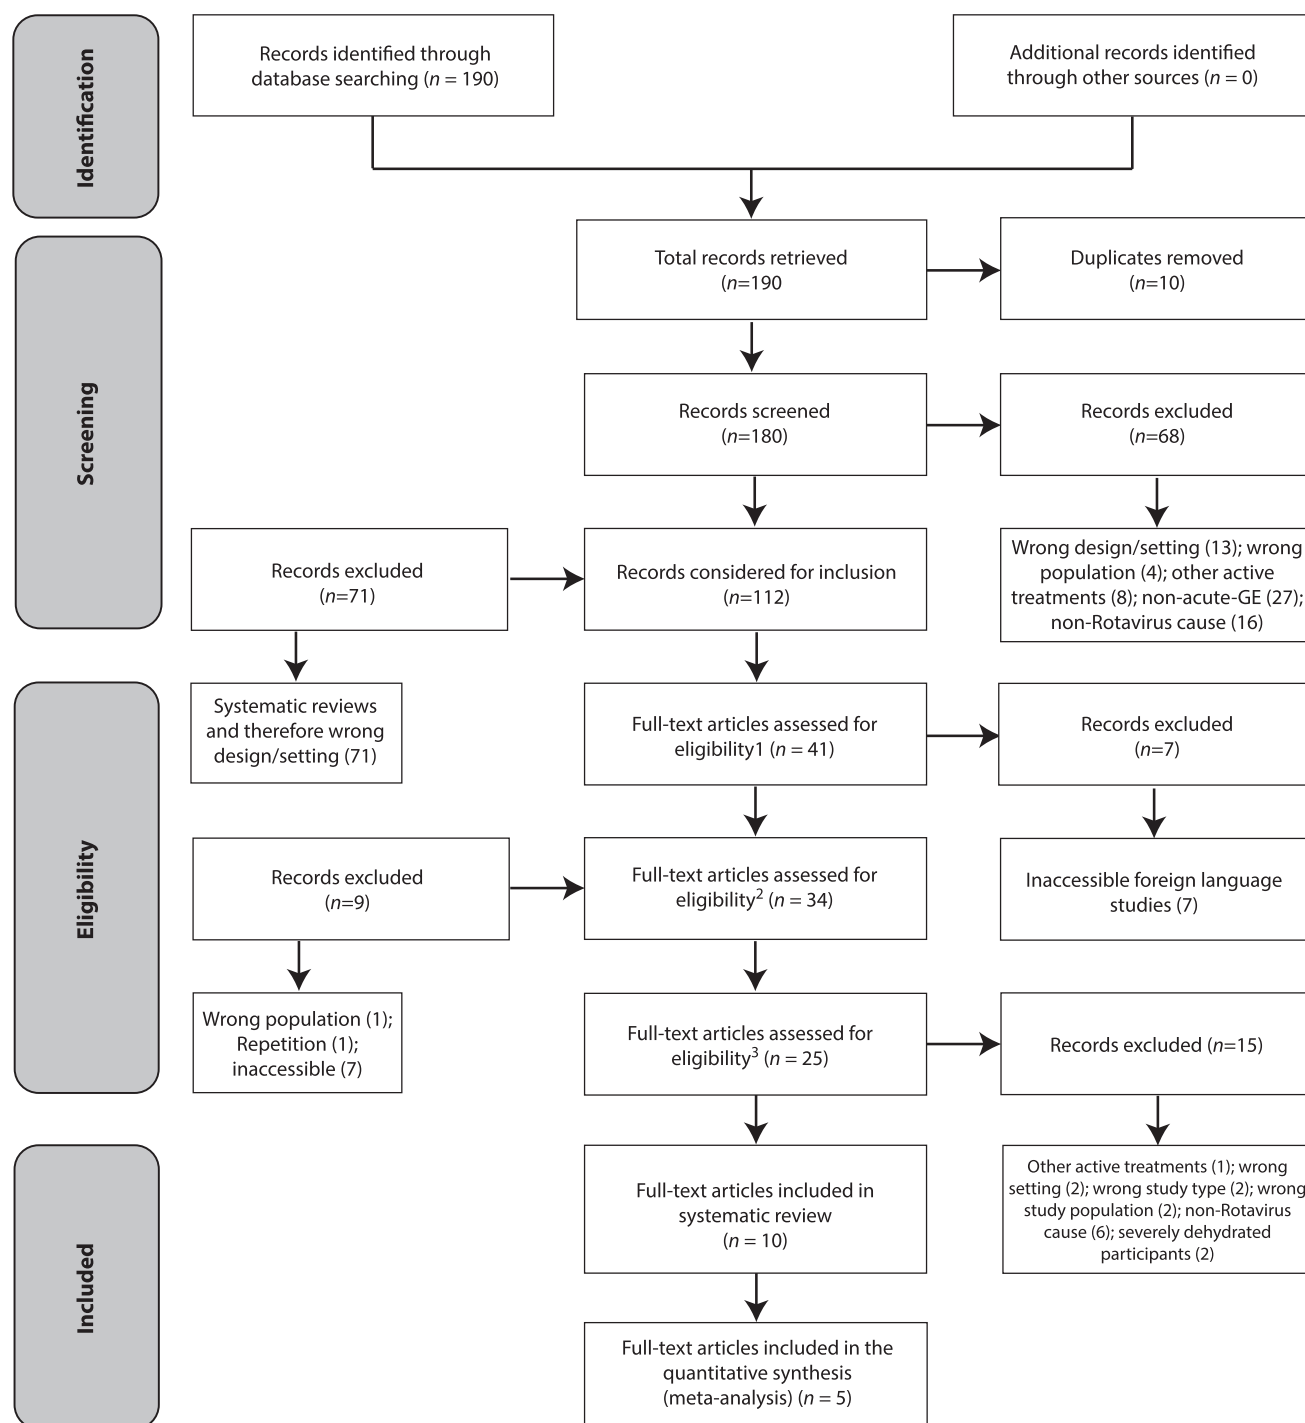 Identification
Records identified through
database searching (n = 190)
Additional records identified
through other sources (n = 0)
Screening
Total records retrieved
(n=190
Duplicates removed
(n=10)
Records screened
(n=180)
Records excluded
(n=68)
Records excluded
(n=71)
Records considered for inclusion
(n=112)
Wrong design/setting (13); wrong
population (4); other active
treatments (8); non-acute-GE (27);
non-Rotavirus cause (16)
Eligibility
Systematic reviews
and therefore wrong
design/setting (71)
Full-text articles assessed for
eligibility1 (n = 41)
Records excluded
(n=7)
Records excluded
(n=9)
Full-text articles assessed for
eligibility² (n = 34)
Inaccessible foreign language
studies (7)
Wrong population (1);
Repetition (1);
inaccessible (7)
Full-text articles assessed for
eligibility³ (n = 25)
Records excluded (n=15)
Included
Full-text articles included in
systematic review
(n = 10)
Other active treatments (1); wrong
setting (2); wrong study type (2); wrong
study population (2); non-Rotavirus
cause (6); severely dehydrated
participants (2)
Full-text articles included in the
quantitative synthesis
(meta-analysis) (n = 5)